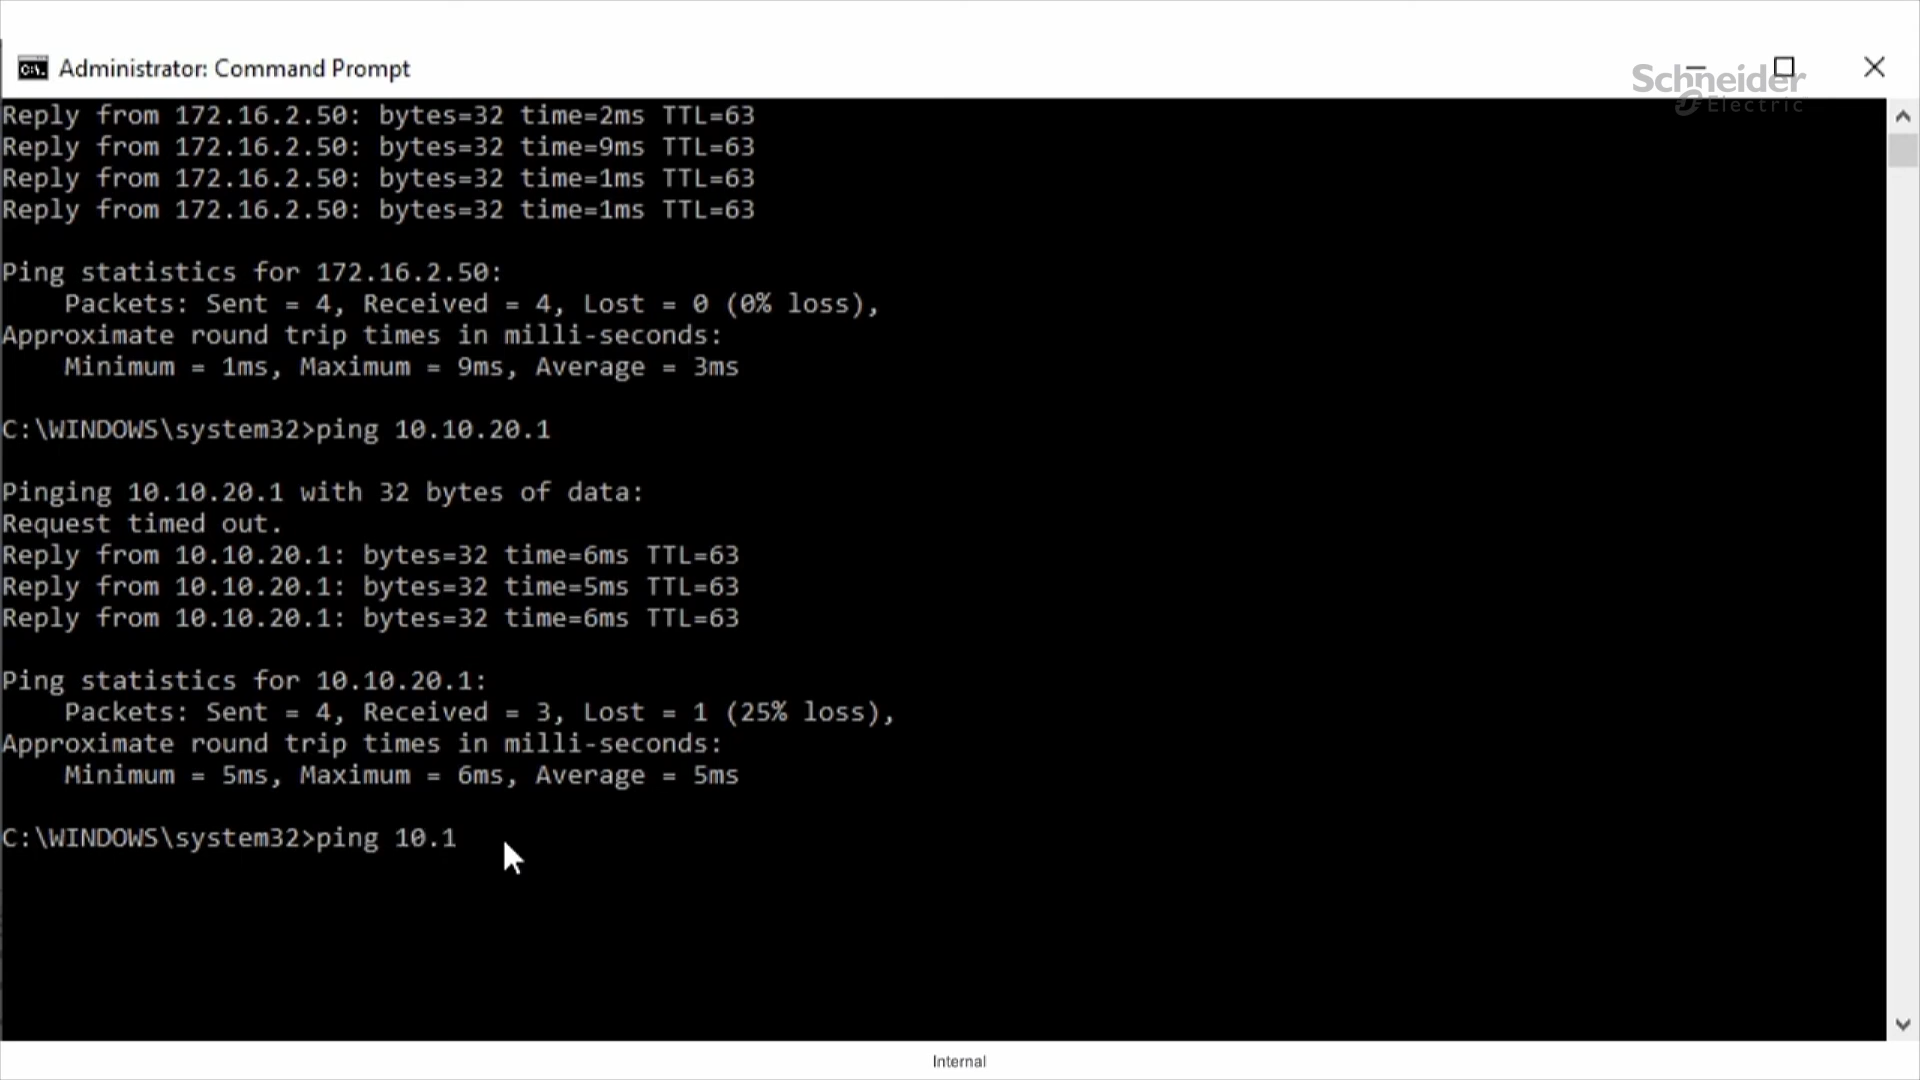 Administrator: Command Prompt
Schneider
Electric
Reply from 172.16.2.50: bytes=32 time=2ms TTL=63
Reply from 172.16.2.50: bytes=32 time=9ms TTL=63
Reply from 172.16.2.50: bytes=32 time=1ms TTL=63
Reply from 172.16.2.50: bytes=32 time=1ms TTL=63
Ping statistics for 172.16.2.50:
Packets: Sent = 4, Received = 4, Lost = 0 (0% loss),
Approximate round trip times in milli-seconds:
Minimum = 1ms, Maximum = 9ms, Average = 3ms
C:\WINDOWS\system32>ping 10.10.20.1
Pinging 10.10.20.1 with 32 bytes of data:
Request timed out.
Reply from 10.10.20.1: bytes=32 time=6ms TTL=63
Reply from 10.10.20.1: bytes=32 time=5ms TTL=63
Reply from 10.10.20.1: bytes=32 time=6ms TTL=63
Ping statistics for 10.10.20.1:
Packets: Sent = 4, Received = 3, Lost = 1 (25% loss),
Approximate round trip times in milli-seconds:
Minimum = 5ms, Maximum = 6ms, Average = 5ms
C:\WINDOWS\system32>ping 10.1
Internal